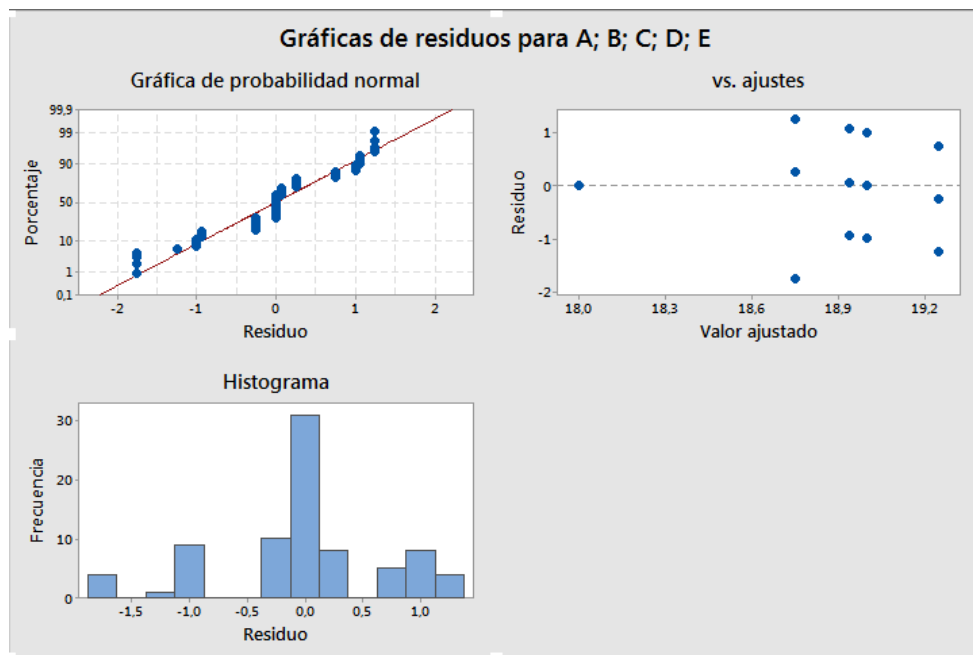 Gráficas de residuos para A; B; C; D; E
Gráfica de probabilidad normal
Porcentaje
99,9
99
90
50
10
1
0,1
-2 -1 0 1 2
Residuo
vs. ajustes
Residuo
1
0
-1
-2
18,0 18,3 18,6 18,9 19,2
Valor ajustado
Histograma
Frecuencia
30
20
10
0
-1,5 -1,0 -0,5 0,0 0,5 1,0
Residuo